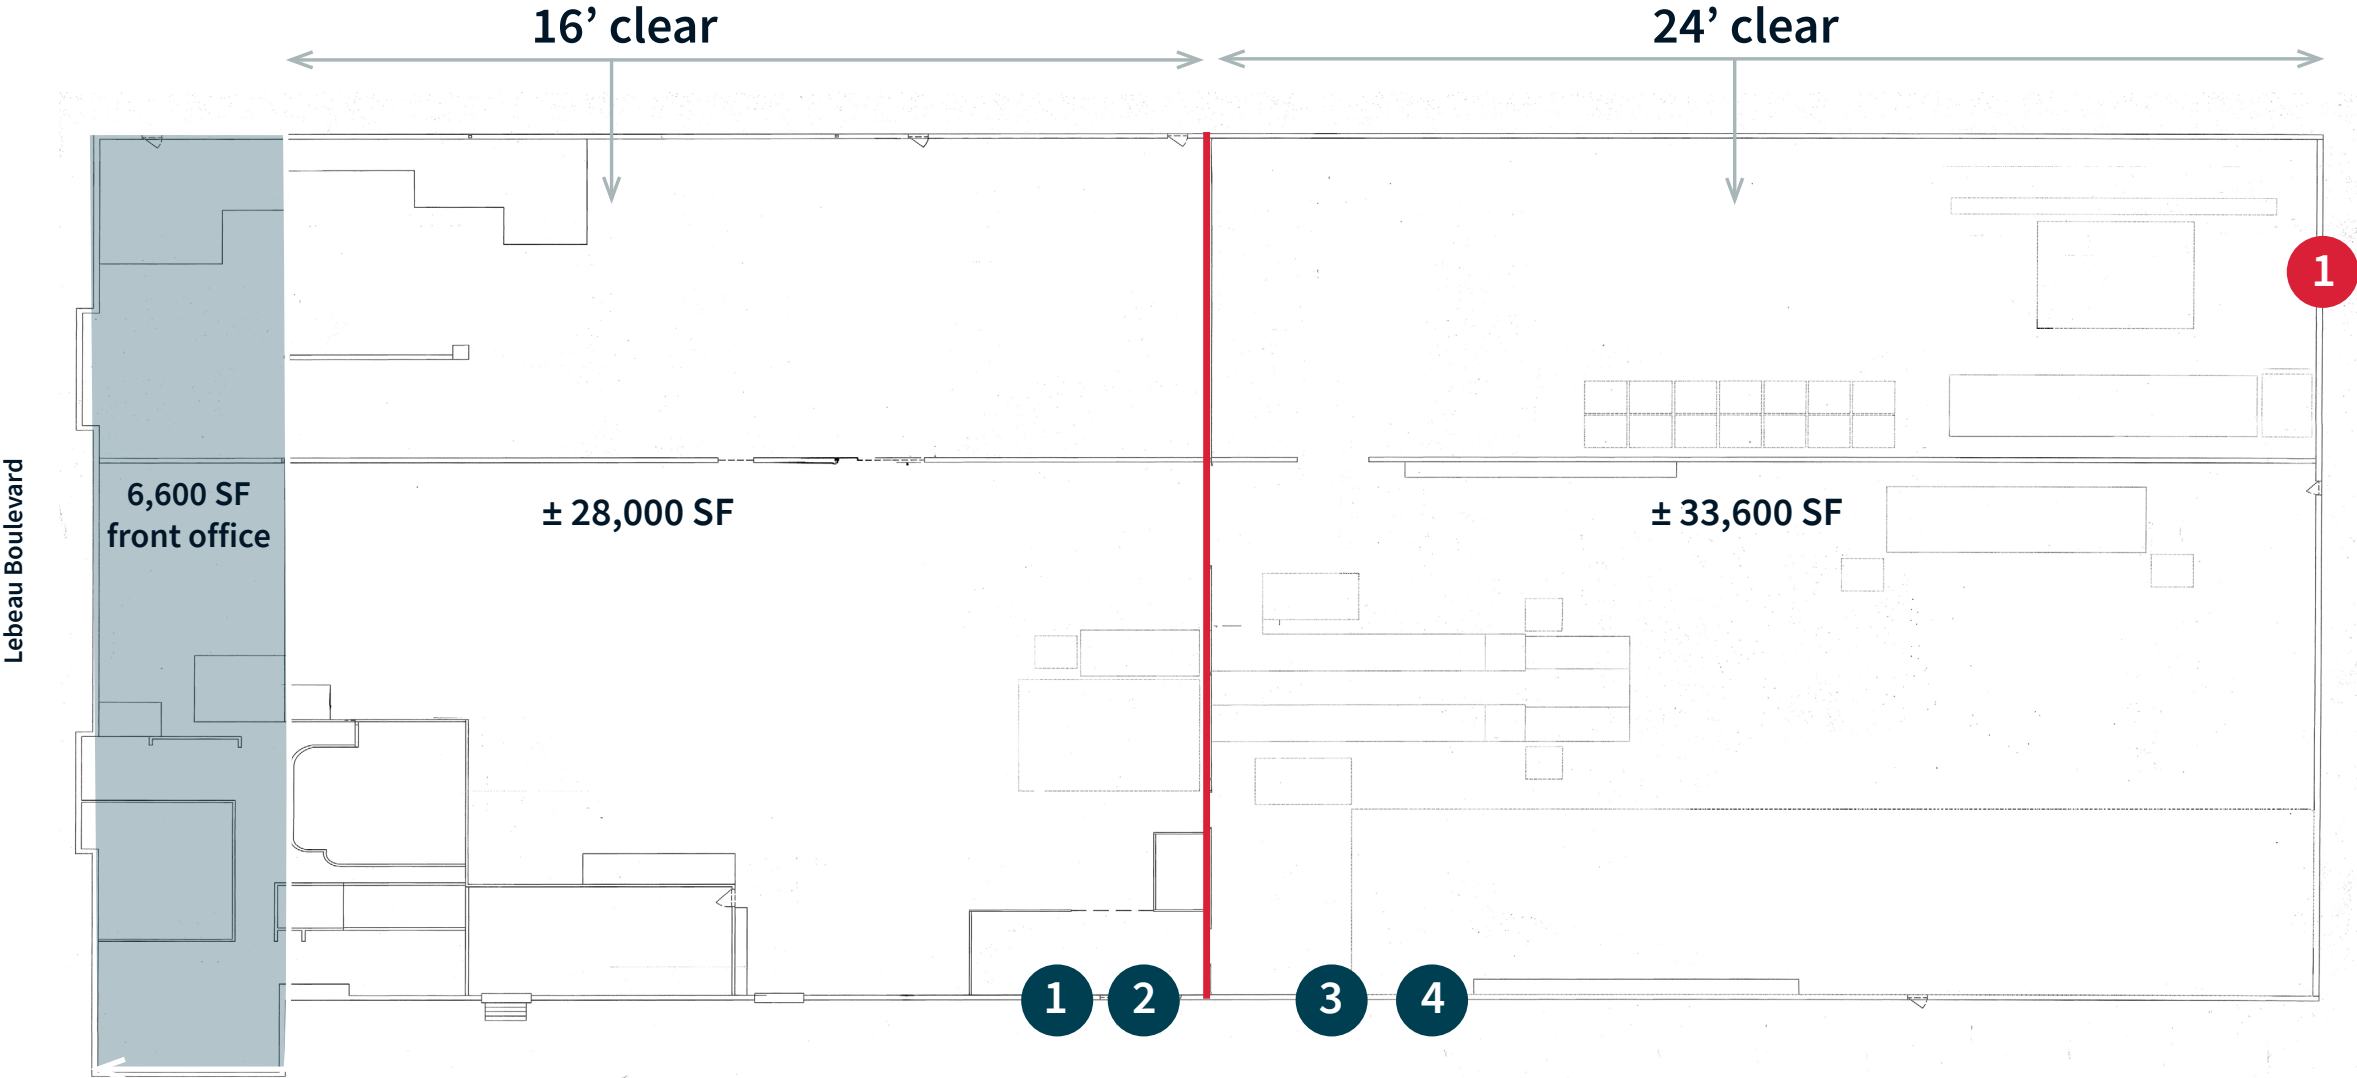 16’ clear
24’ clear
1
Lebeau Boulevard
6,600 SF
front office
± 28,000 SF
± 33,600 SF
1
2
3
4